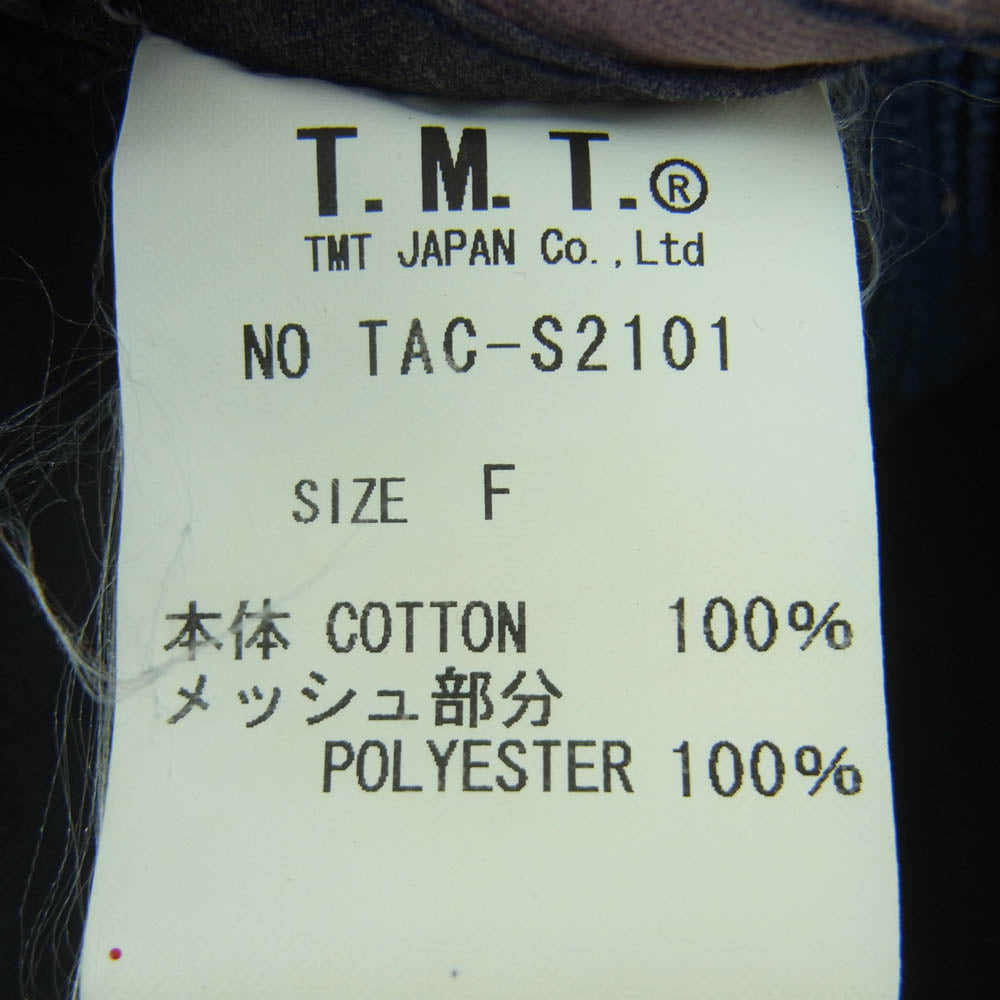 T.M.T.®
TMT JAPAN Co.,Ltd
NO TAC-S2101
SIZE F
本体 COTTON 100%
メッシュ部分
POLYESTER 100%